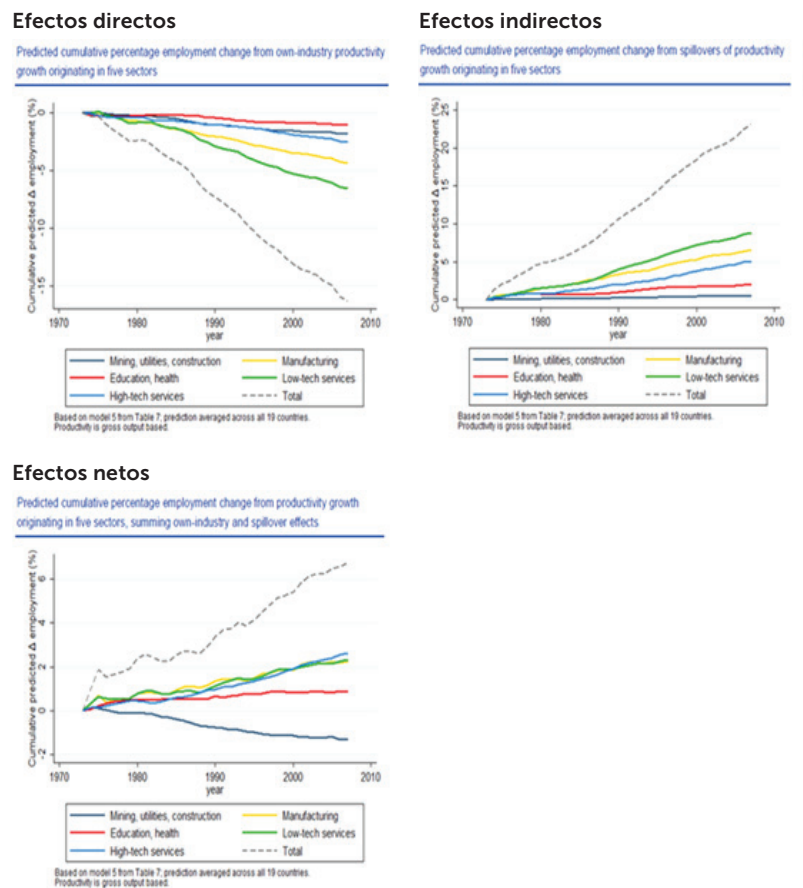 Efectos directos
Predicted cumulative percentage employment change from own-industry productivity
growth originating in five sectors
Cumulative predicted Δ employment (%)
0
-5
-10
-15
1970
1980
1990
2000
2010
year
Mining, utilities, construction
Manufacturing
Education, health
Low-tech services
High-tech services
Total
Based on model 5 from Table 7; prediction averaged across all 19 countries.
Productivity is gross output based.
Efectos indirectos
Predicted cumulative percentage employment change from spillovers of productivity
growth originating in five sectors
Cumulative predicted Δ employment (%)
25
20
15
10
5
0
1970
1980
1990
2000
2010
year
Mining, utilities, construction
Manufacturing
Education, health
Low-tech services
High-tech services
Total
Based on model 5 from Table 7; prediction averaged across all 19 countries.
Productivity is gross output based.
Efectos netos
Predicted cumulative percentage employment change from productivity growth
originating in five sectors, summing own-industry and spillover effects
Cumulative predicted Δ employment (%)
6
4
2
0
-2
1970
1980
1990
2000
2010
year
Mining, utilities, construction
Manufacturing
Education, health
Low-tech services
High-tech services
Total
Based on model 5 from Table 7; prediction averaged across all 19 countries.
Productivity is gross output based.